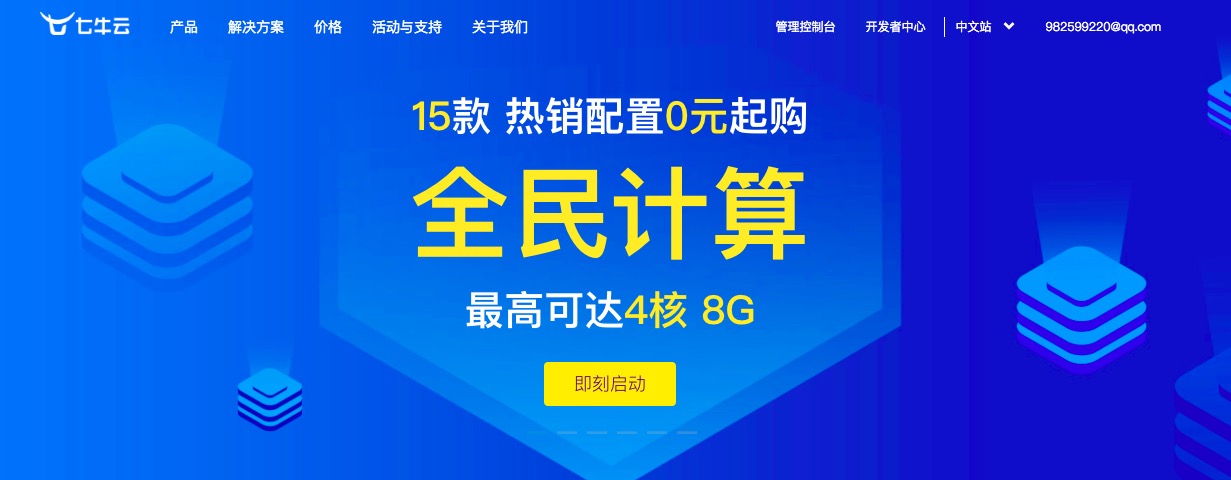 七牛云 产品 解决方案 价格 活动与支持 关于我们 管理控制台 开发者中心 中文站 982599220@qq.com
15款 热销配置0元起购
全民计算
最高可达4核 8G
即刻启动